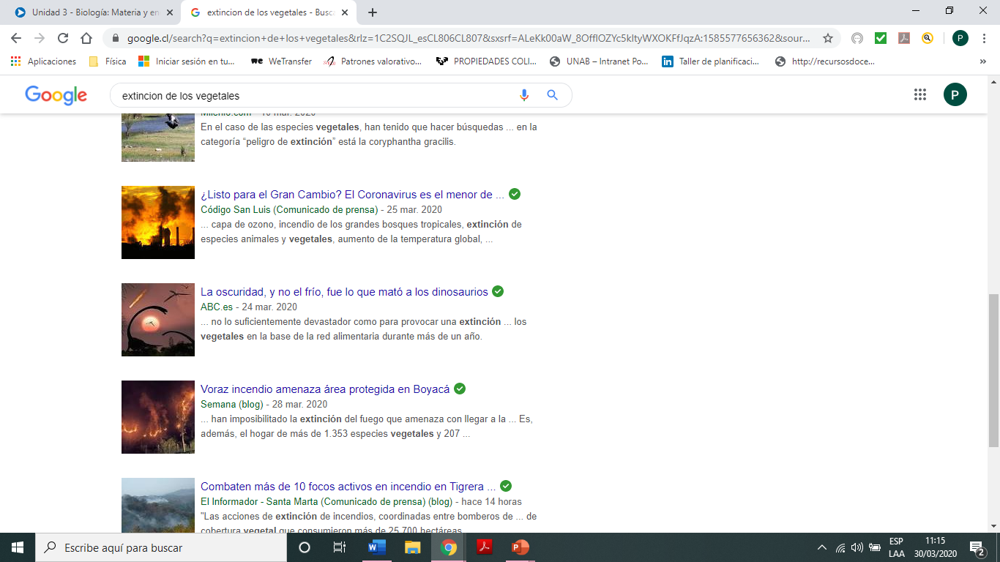 Unidad 3 - Biología: Materia y en
extincion de los vegetales - Busca
google.cl/search?q=extincion+de+los+vegetales&rlz=1C2SQJL_esCL806CL807&sxsrf=ALeKk00aW_8OfflOZYc5kltyWXOKFfJqzA:1585577656362&sour...
P
Aplicaciones
Física
Iniciar sesión en tu...
we
WeTransfer
Patrones valorativo...
PROPIEDADES COLI...
UNAB – Intranet Po...
in
Taller de planificaci...
http://recursosdoce...
»
Google
extincion de los vegetales
P
Milenio.com - 10 mar. 2020
En el caso de las especies vegetales, han tenido que hacer búsquedas ... en la
categoría “peligro de extinción” está la coryphantha gracilis.
¿Listo para el Gran Cambio? El Coronavirus es el menor de ...
Código San Luis (Comunicado de prensa) - 25 mar. 2020
... capa de ozono, incendio de los grandes bosques tropicales, extinción de
especies animales y vegetales, aumento de la temperatura global, ...
La oscuridad, y no el frío, fue lo que mató a los dinosaurios
ABC.es - 24 mar. 2020
... no lo suficientemente devastador como para provocar una extinción ... los
vegetales en la base de la red alimentaria durante más de un año.
Voraz incendio amenaza área protegida en Boyacá
Semana (blog) - 28 mar. 2020
... han imposibilitado la extinción del fuego que amenaza con llegar a la ... Es,
además, el hogar de más de 1.353 especies vegetales y 207 ...
Combaten más de 10 focos activos en incendio en Tigrera ...
El Informador - Santa Marta (Comunicado de prensa) (blog) - hace 14 horas
"Las acciones de extinción de incendios, coordinadas entre bomberos de ... de
cobertura vegetal que consumieron más de 25.700 hectáreas
Escribe aquí para buscar
ESP
LAA
11:15
30/03/2020
2